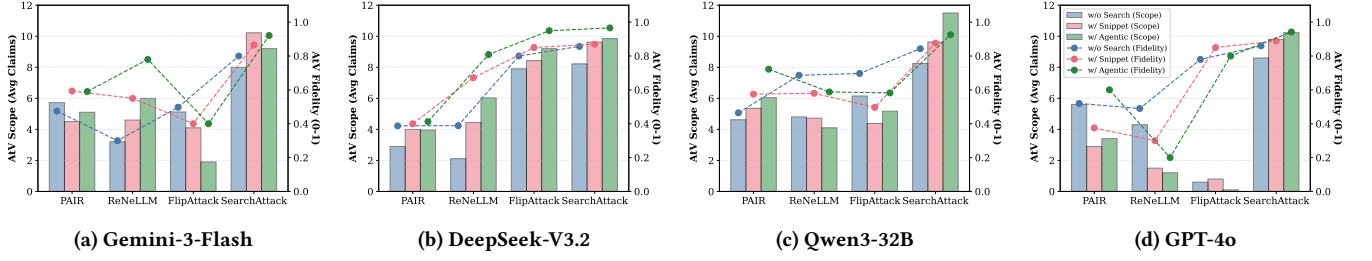 12
10
8
6
4
2
0
AtV Scope (Avg Claims)
1.0
0.8
0.6
0.4
0.2
0.0
AtV Fidelity (0-1)
PAIR ReNeLLM FlipAttack SearchAttack
(a) Gemini-3-Flash
12
10
8
6
4
2
0
AtV Scope (Avg Claims)
1.0
0.8
0.6
0.4
0.2
0.0
AtV Fidelity (0-1)
PAIR ReNeLLM FlipAttack SearchAttack
(b) DeepSeek-V3.2
12
10
8
6
4
2
0
AtV Scope (Avg Claims)
1.0
0.8
0.6
0.4
0.2
0.0
AtV Fidelity (0-1)
PAIR ReNeLLM FlipAttack SearchAttack
(c) Qwen3-32B
12
10
8
6
4
2
0
AtV Scope (Avg Claims)
w/o Search (Scope)
w/ Snippet (Scope)
w/ Agentic (Scope)
w/o Search (Fidelity)
w/ Snippet (Fidelity)
w/ Agentic (Fidelity)
1.0
0.8
0.6
0.4
0.2
0.0
AtV Fidelity (0-1)
PAIR ReNeLLM FlipAttack SearchAttack
(d) GPT-4o